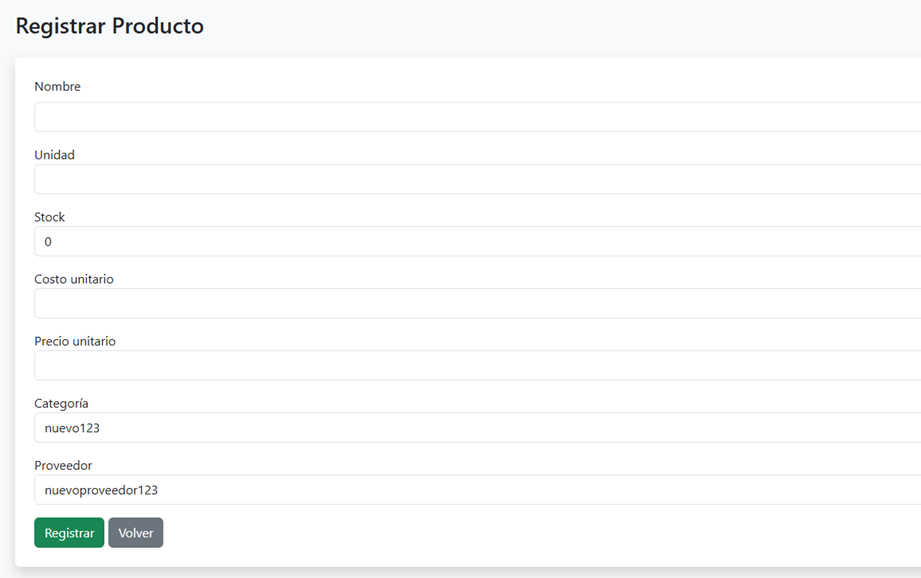 Registrar Producto
Nombre
Unidad
Stock
0
Costo unitario
Precio unitario
Categoría
nuevo123
Proveedor
nuevoproveedor123
Registrar Volver